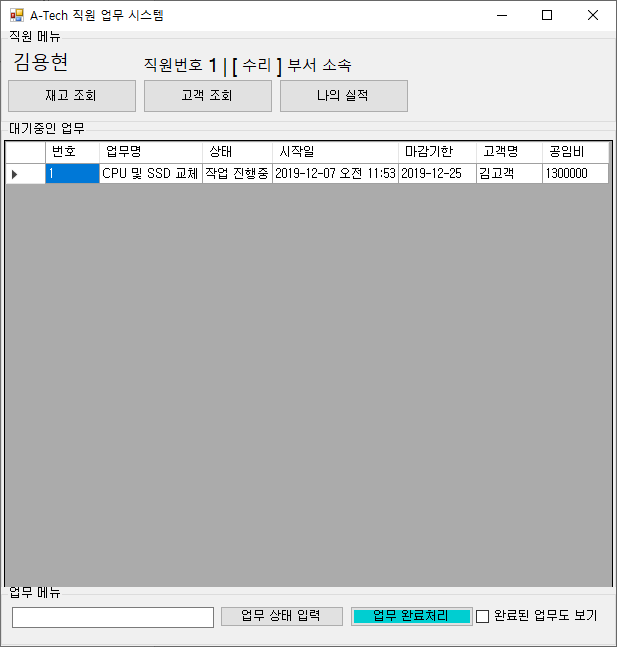 A-Tech 직원 업무 시스템
직원 메뉴
김용현 직원번호 1 | [ 수리 ] 부서 소속
재고 조회 고객 조회 나의 실적
대기중인 업무
번호 업무명 상태 시작일 마감기한 고객명 공임비
1 CPU 및 SSD 교체 작업 진행중 2019-12-07 오전 11:53 2019-12-25 김고객 1300000
업무 메뉴
업무 상태 입력 업무 완료처리 완료된 업무도 보기